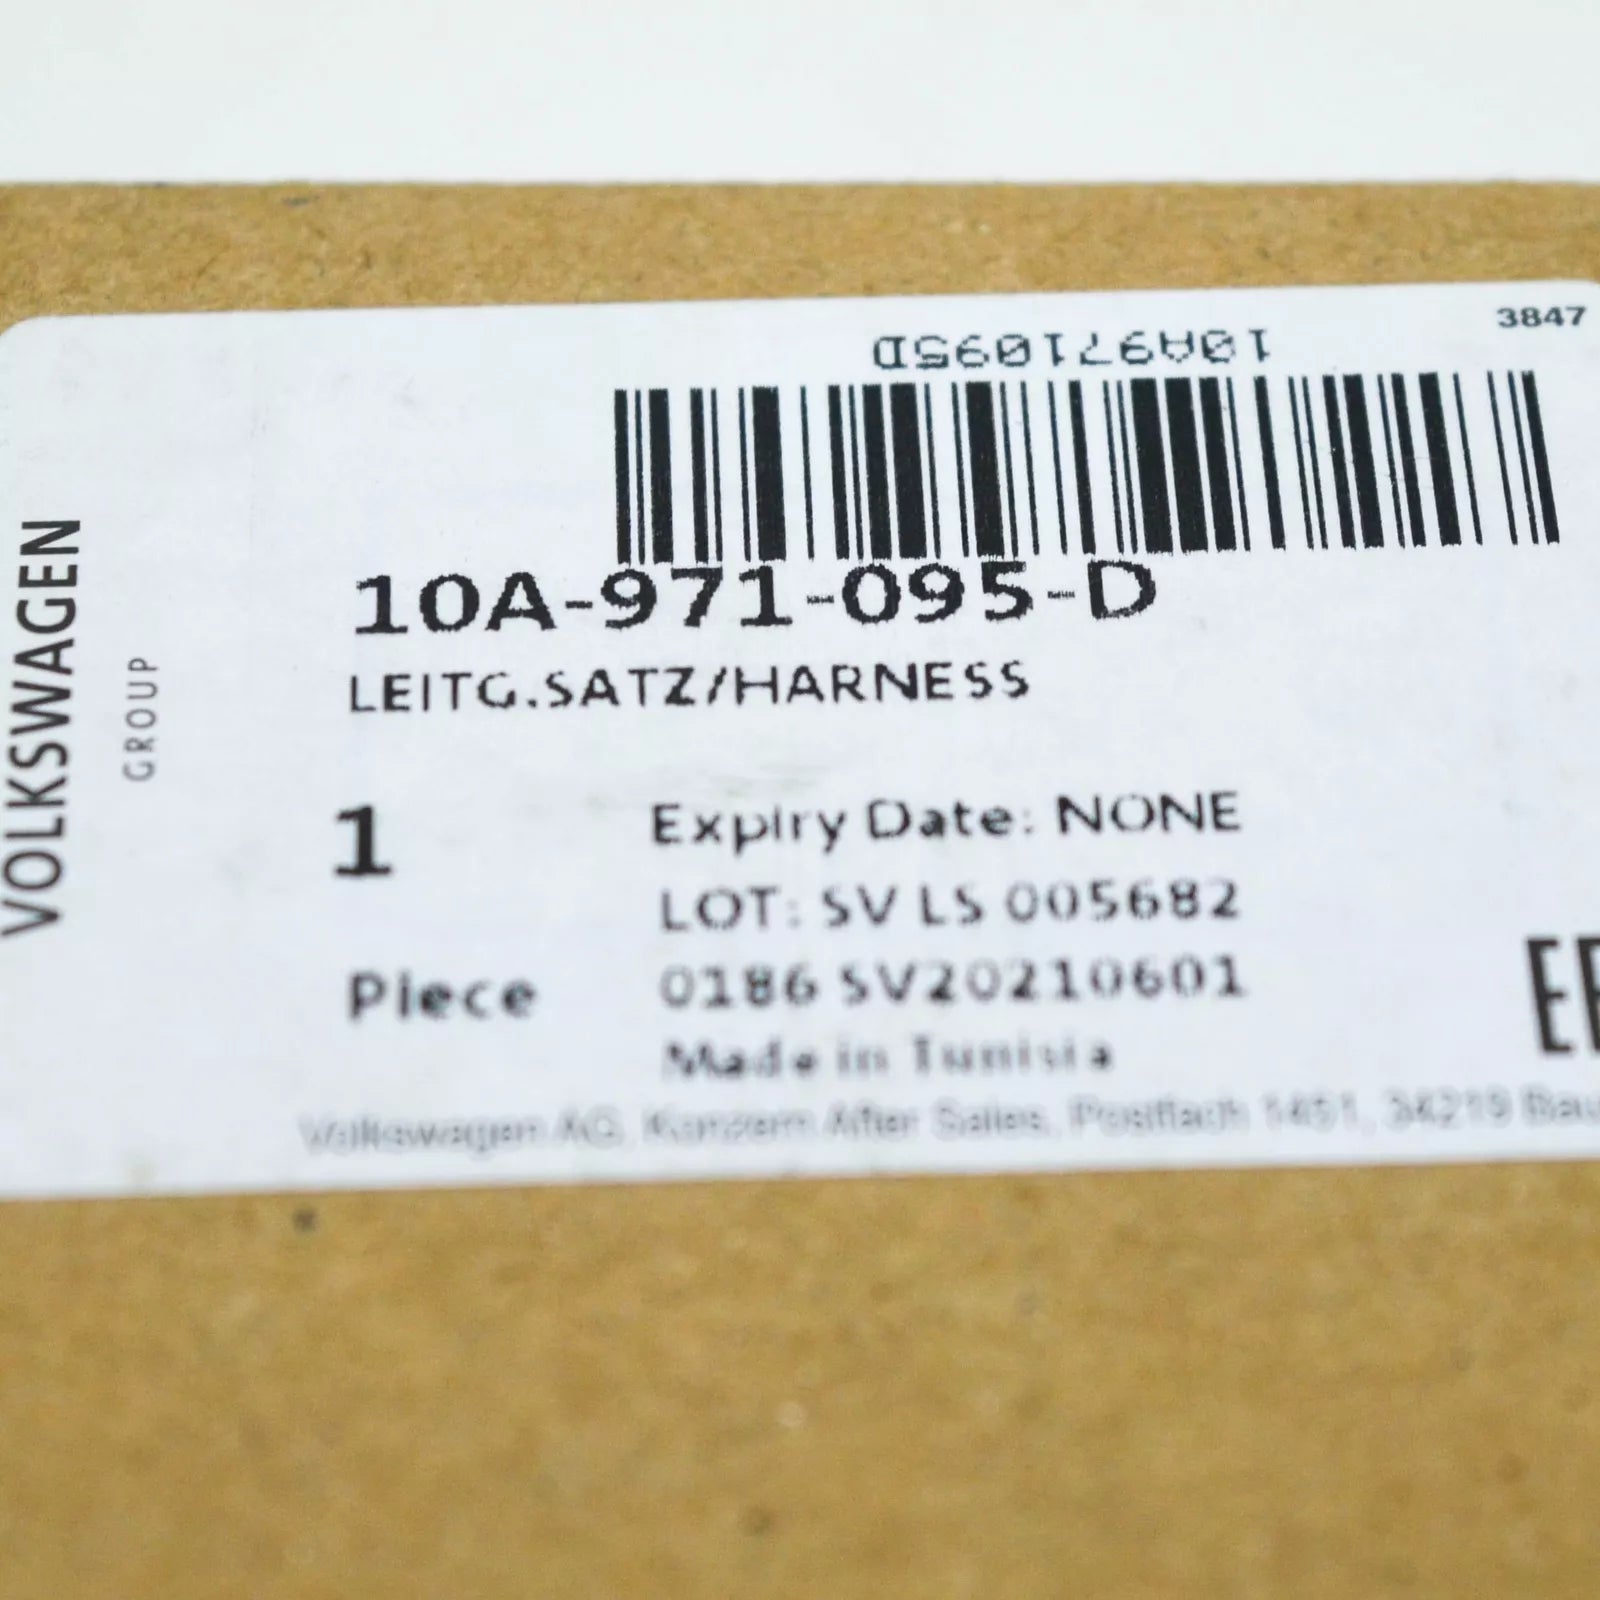 3847
10A971095D
10A-971-095-D
LEITG.SATZ/HARNESS
VOLKSWAGEN
GROUP
1
Piece
Expiry Date: NONE
LOT: SV LS 005682
0186 SV20210601
Made in Tunisia
Volkswagen AG, Konzern After Sales, Postfach 1451, 34219